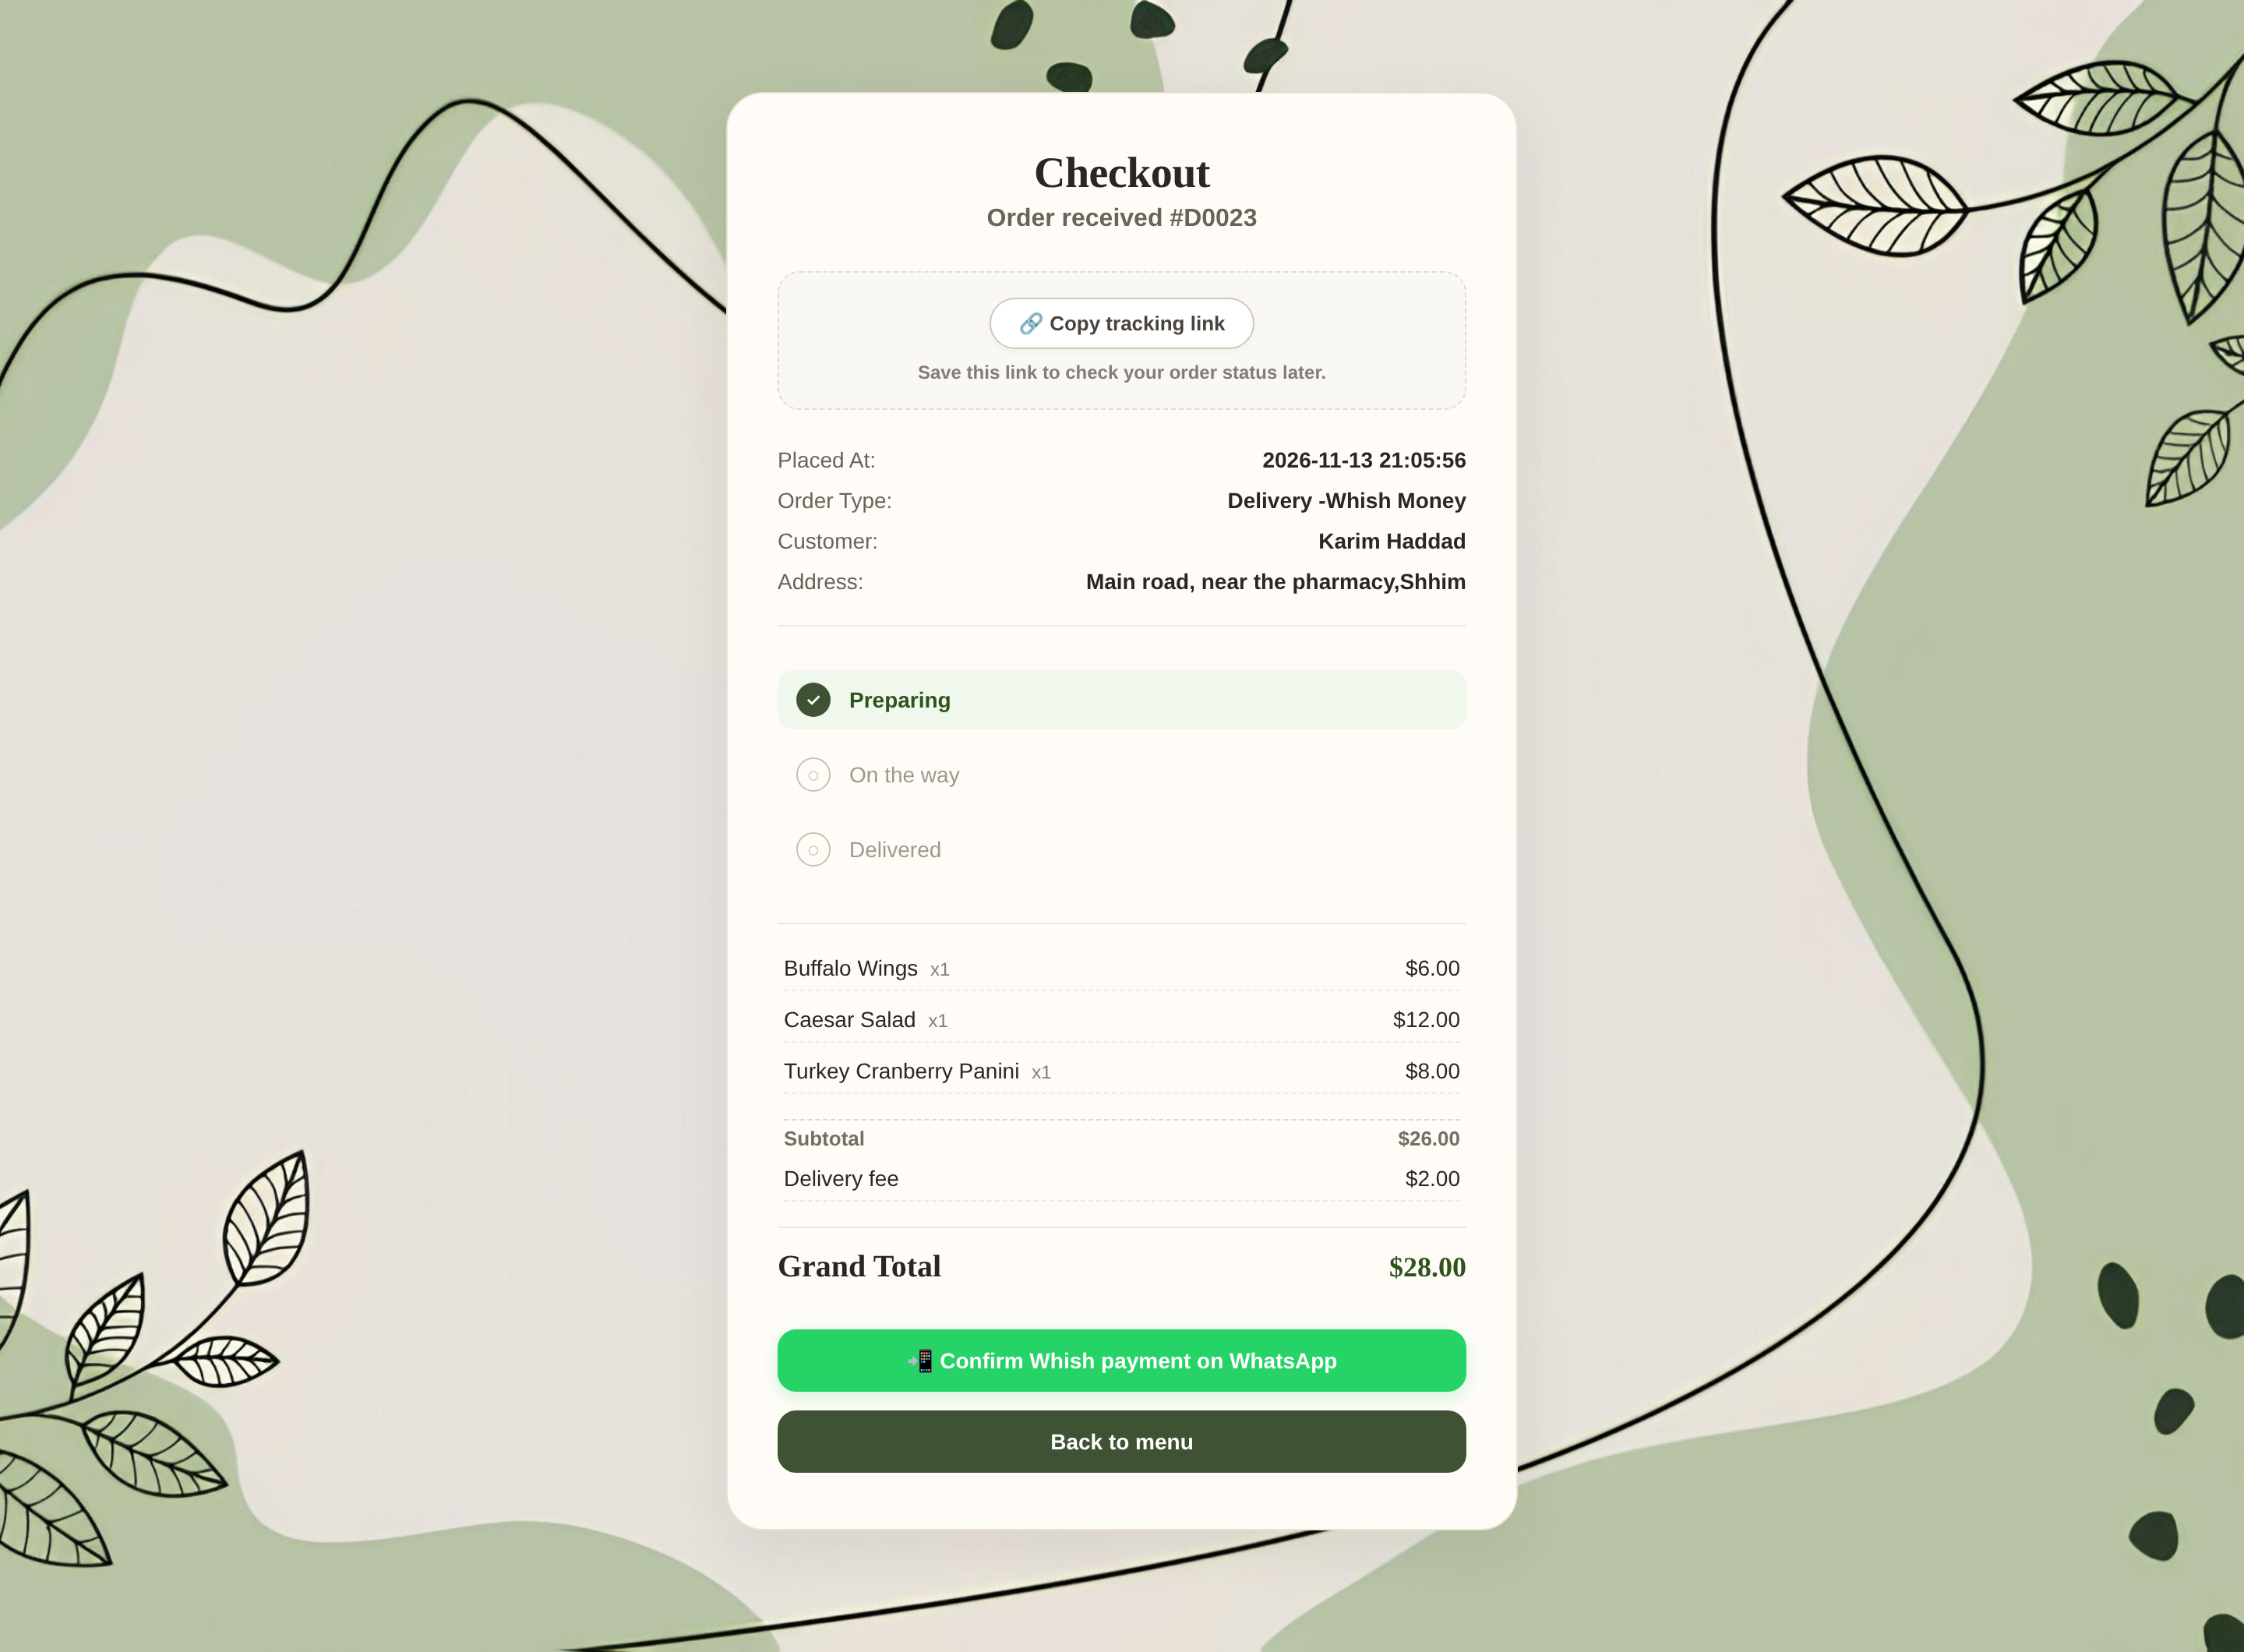 Checkout
Order received #D0023
🔗 Copy tracking link
Save this link to check your order status later.
Placed At: 2026-11-13 21:05:56
Order Type: Delivery -Whish Money
Customer: Karim Haddad
Address: Main road, near the pharmacy,Shhim
Preparing
On the way
Delivered
Buffalo Wings x1 $6.00
Caesar Salad x1 $12.00
Turkey Cranberry Panini x1 $8.00
Subtotal $26.00
Delivery fee $2.00
Grand Total $28.00
📲 Confirm Whish payment on WhatsApp
Back to menu